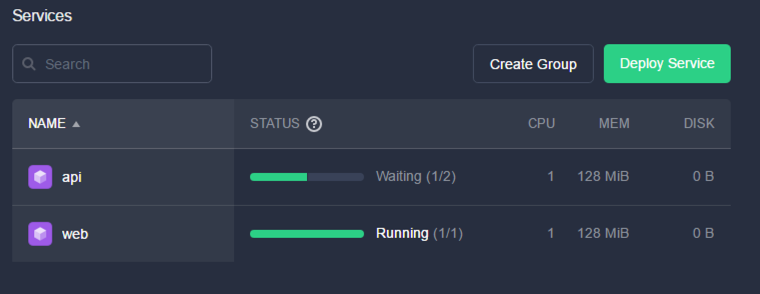 Services
Search Create Group Deploy Service
NAME STATUS ? CPU MEM DISK
api Waiting (1/2) 1 128 MiB 0 B
web Running (1/1) 1 128 MiB 0 B